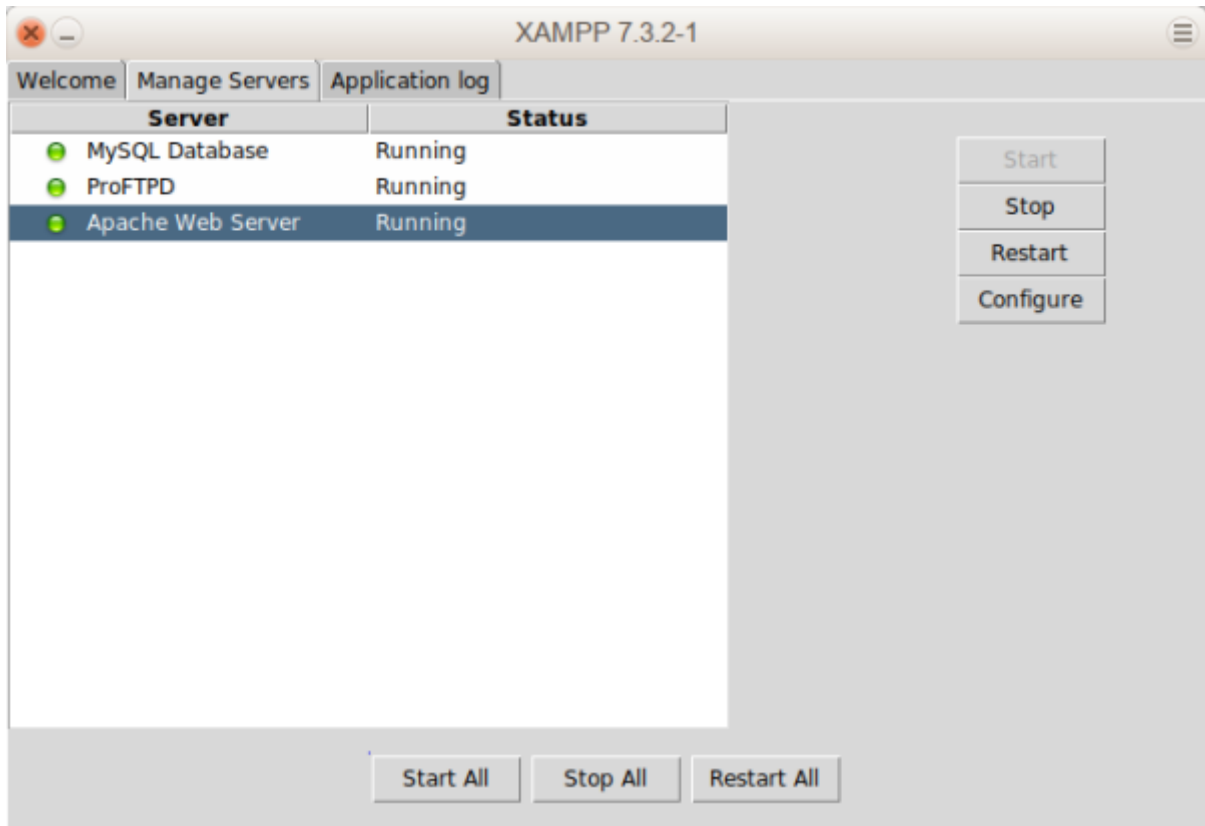 XAMPP 7.3.2-1
Welcome Manage Servers Application log
Server Status
MySQL Database Running
ProFTPD Running
Apache Web Server Running
Start
Stop
Restart
Configure
Start All Stop All Restart All